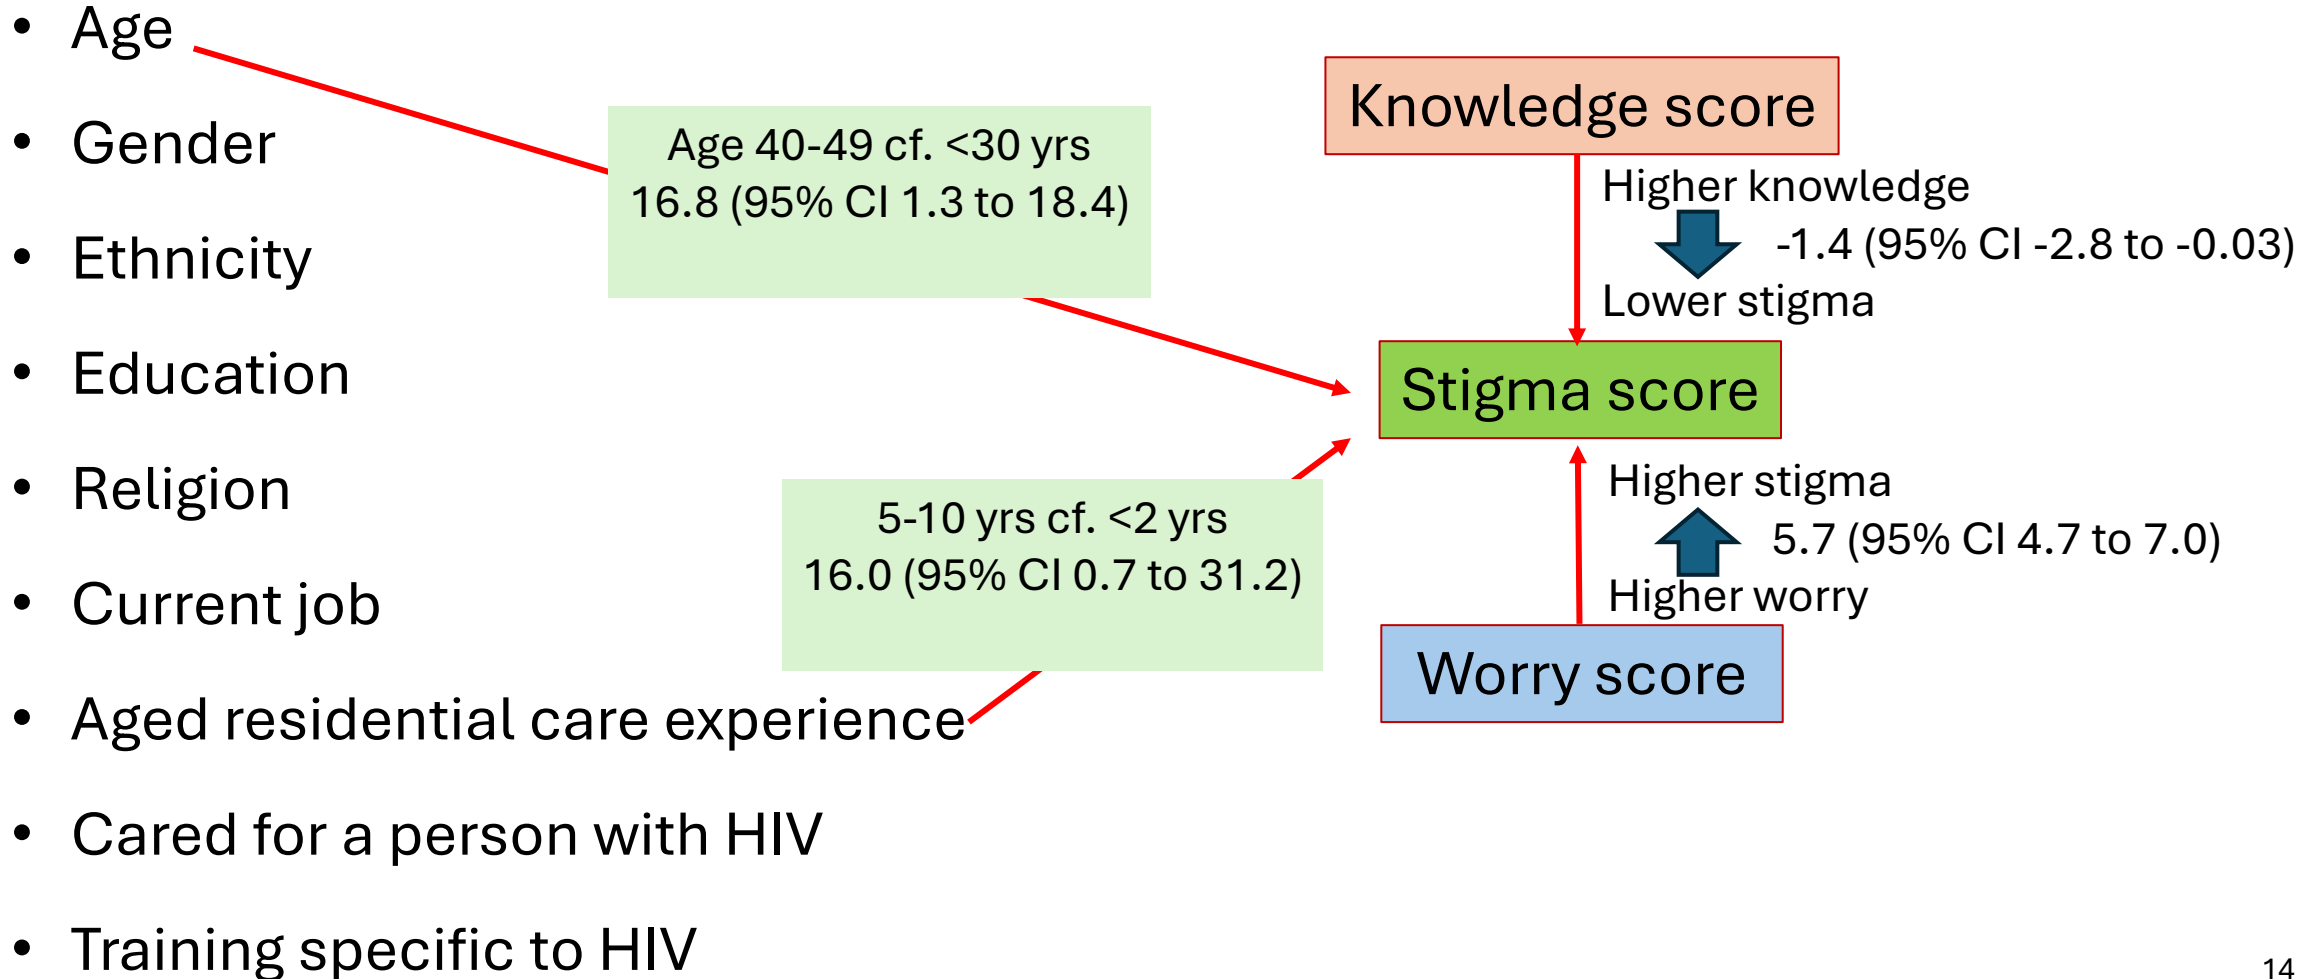 • Age
• Gender
• Ethnicity
• Education
• Religion
• Current job
• Aged residential care experience
• Cared for a person with HIV
• Training specific to HIV
Age 40-49 cf. <30 yrs
16.8 (95% CI 1.3 to 18.4)
5-10 yrs cf. <2 yrs
16.0 (95% CI 0.7 to 31.2)
Knowledge score
Higher knowledge
-1.4 (95% CI -2.8 to -0.03)
Lower stigma
Stigma score
Higher stigma
5.7 (95% CI 4.7 to 7.0)
Higher worry
Worry score
14